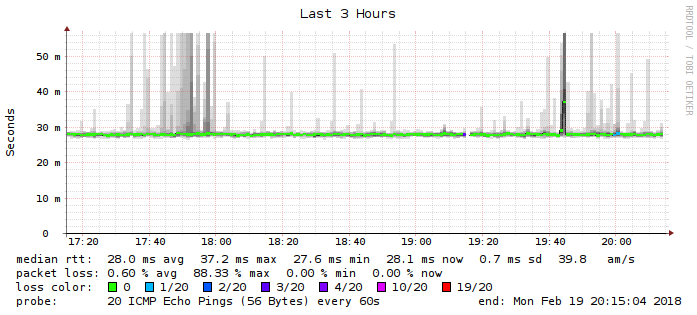 Last 3 Hours
RRDTOOL / TOBI OETIKER
Seconds
50 m
40 m
30 m
20 m
10 m
0
17:20 17:40 18:00 18:20 18:40 19:00 19:20 19:40 20:00
median rtt: 28.0 ms avg 37.2 ms max 27.6 ms min 28.1 ms now 0.7 ms sd 39.8 am/s
packet loss: 0.60 % avg 88.33 % max 0.00 % min 0.00 % now
loss color: 0 1/20 2/20 3/20 4/20 10/20 19/20
probe: 20 ICMP Echo Pings (56 Bytes) every 60s end: Mon Feb 19 20:15:04 2018